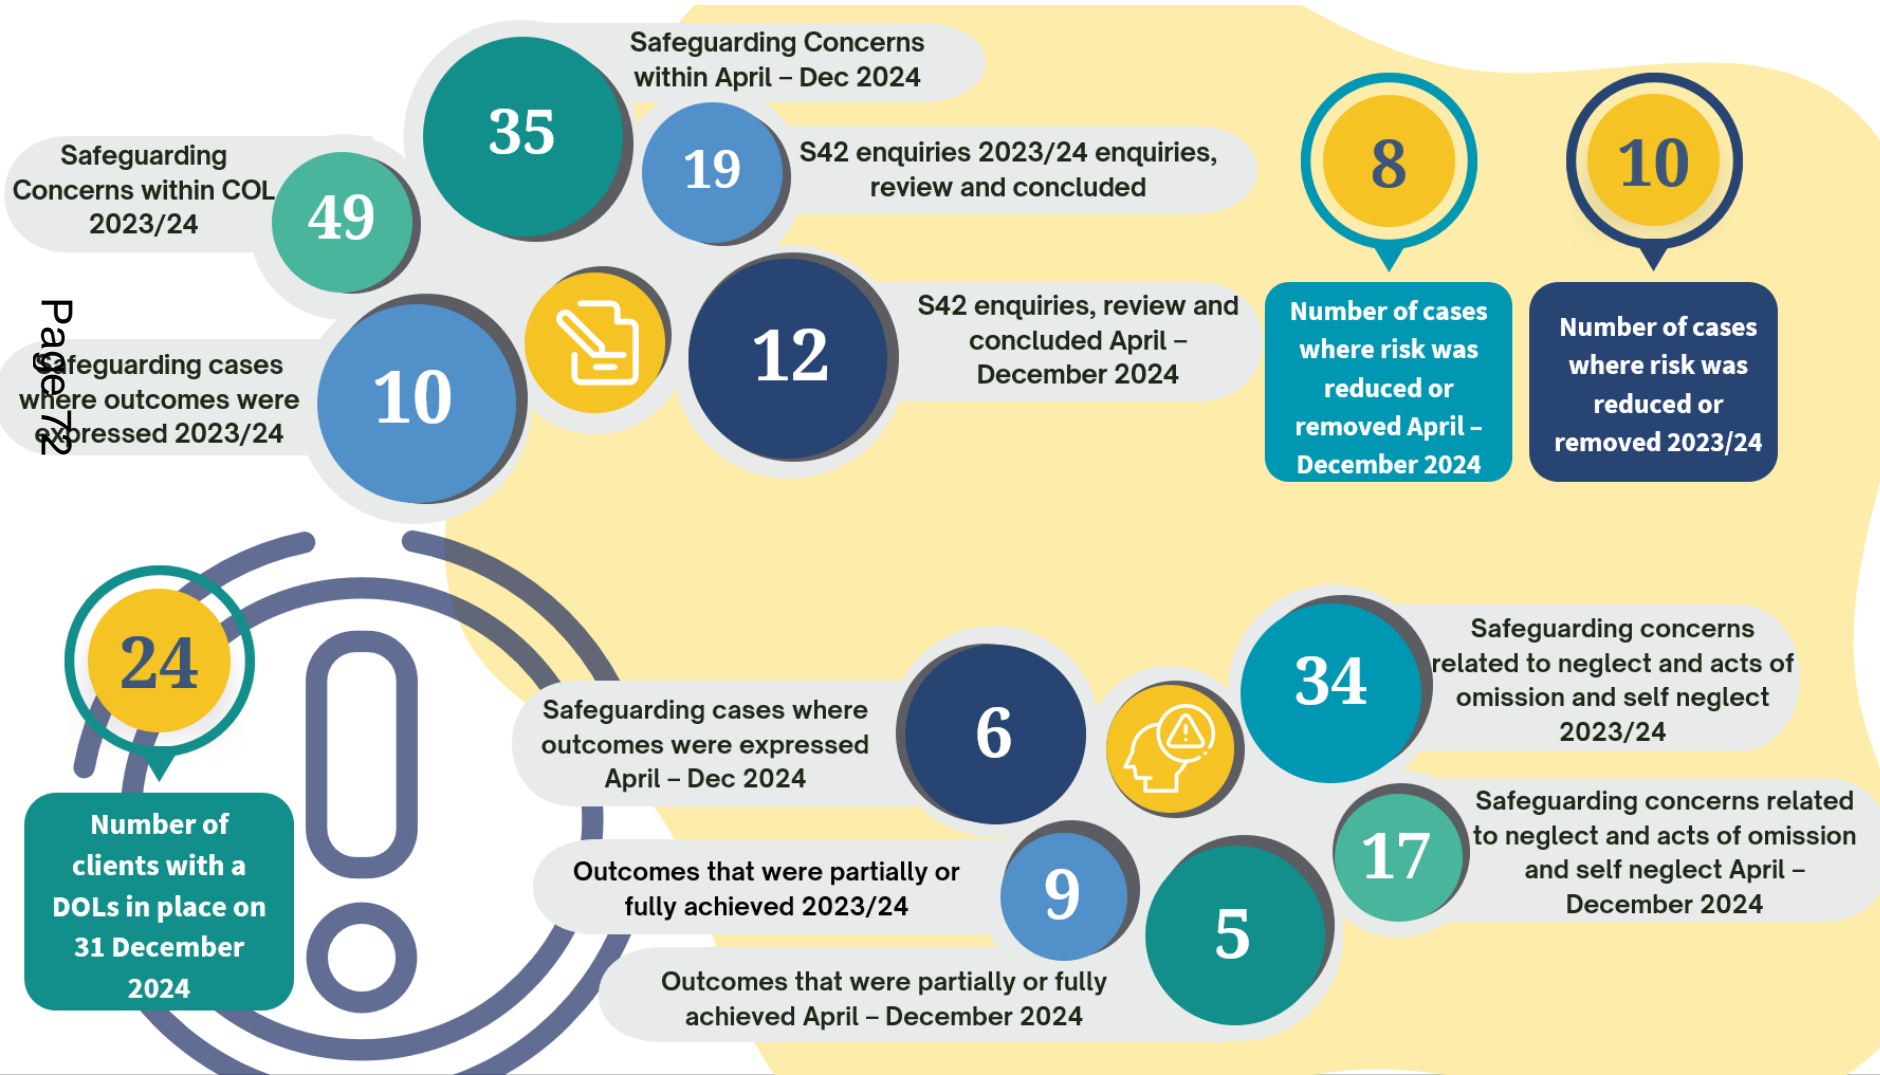 35
Safeguarding Concerns
within April – Dec 2024
49
Safeguarding
Concerns within COL
2023/24
19
S42 enquiries 2023/24 enquiries,
review and concluded
10
Safeguarding cases
where outcomes were
expressed 2023/24
12
S42 enquiries, review and
concluded April –
December 2024
8
Number of cases
where risk was
reduced or
removed April –
December 2024
10
Number of cases
where risk was
reduced or
removed 2023/24
Page 72
24
Number of
clients with a
DOLs in place on
31 December
2024
6
Safeguarding cases where
outcomes were expressed
April – Dec 2024
34
Safeguarding concerns
related to neglect and acts of
omission and self neglect
2023/24
9
Outcomes that were partially or
fully achieved 2023/24
17
Safeguarding concerns related
to neglect and acts of omission
and self neglect April –
December 2024
5
Outcomes that were partially or fully
achieved April – December 2024